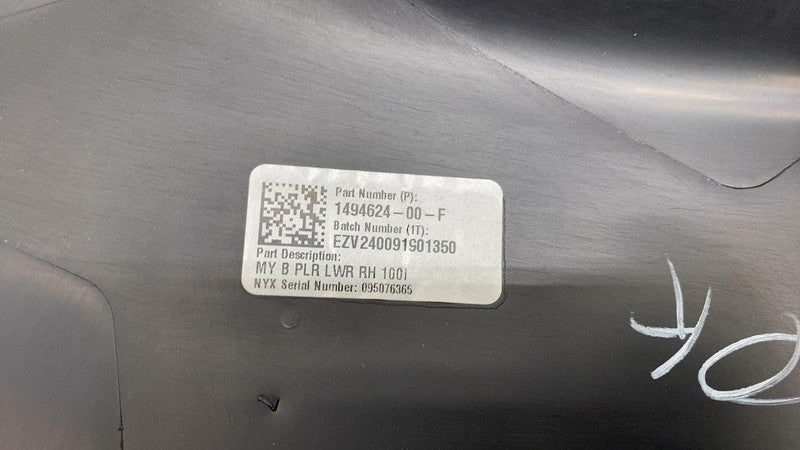 Part Number (P):
1494624-00-F
Batch Number (1T):
EZV240091901350
Part Description:
MY B PLR LWR RH 100i
NYX Serial Number: 095076365
OK